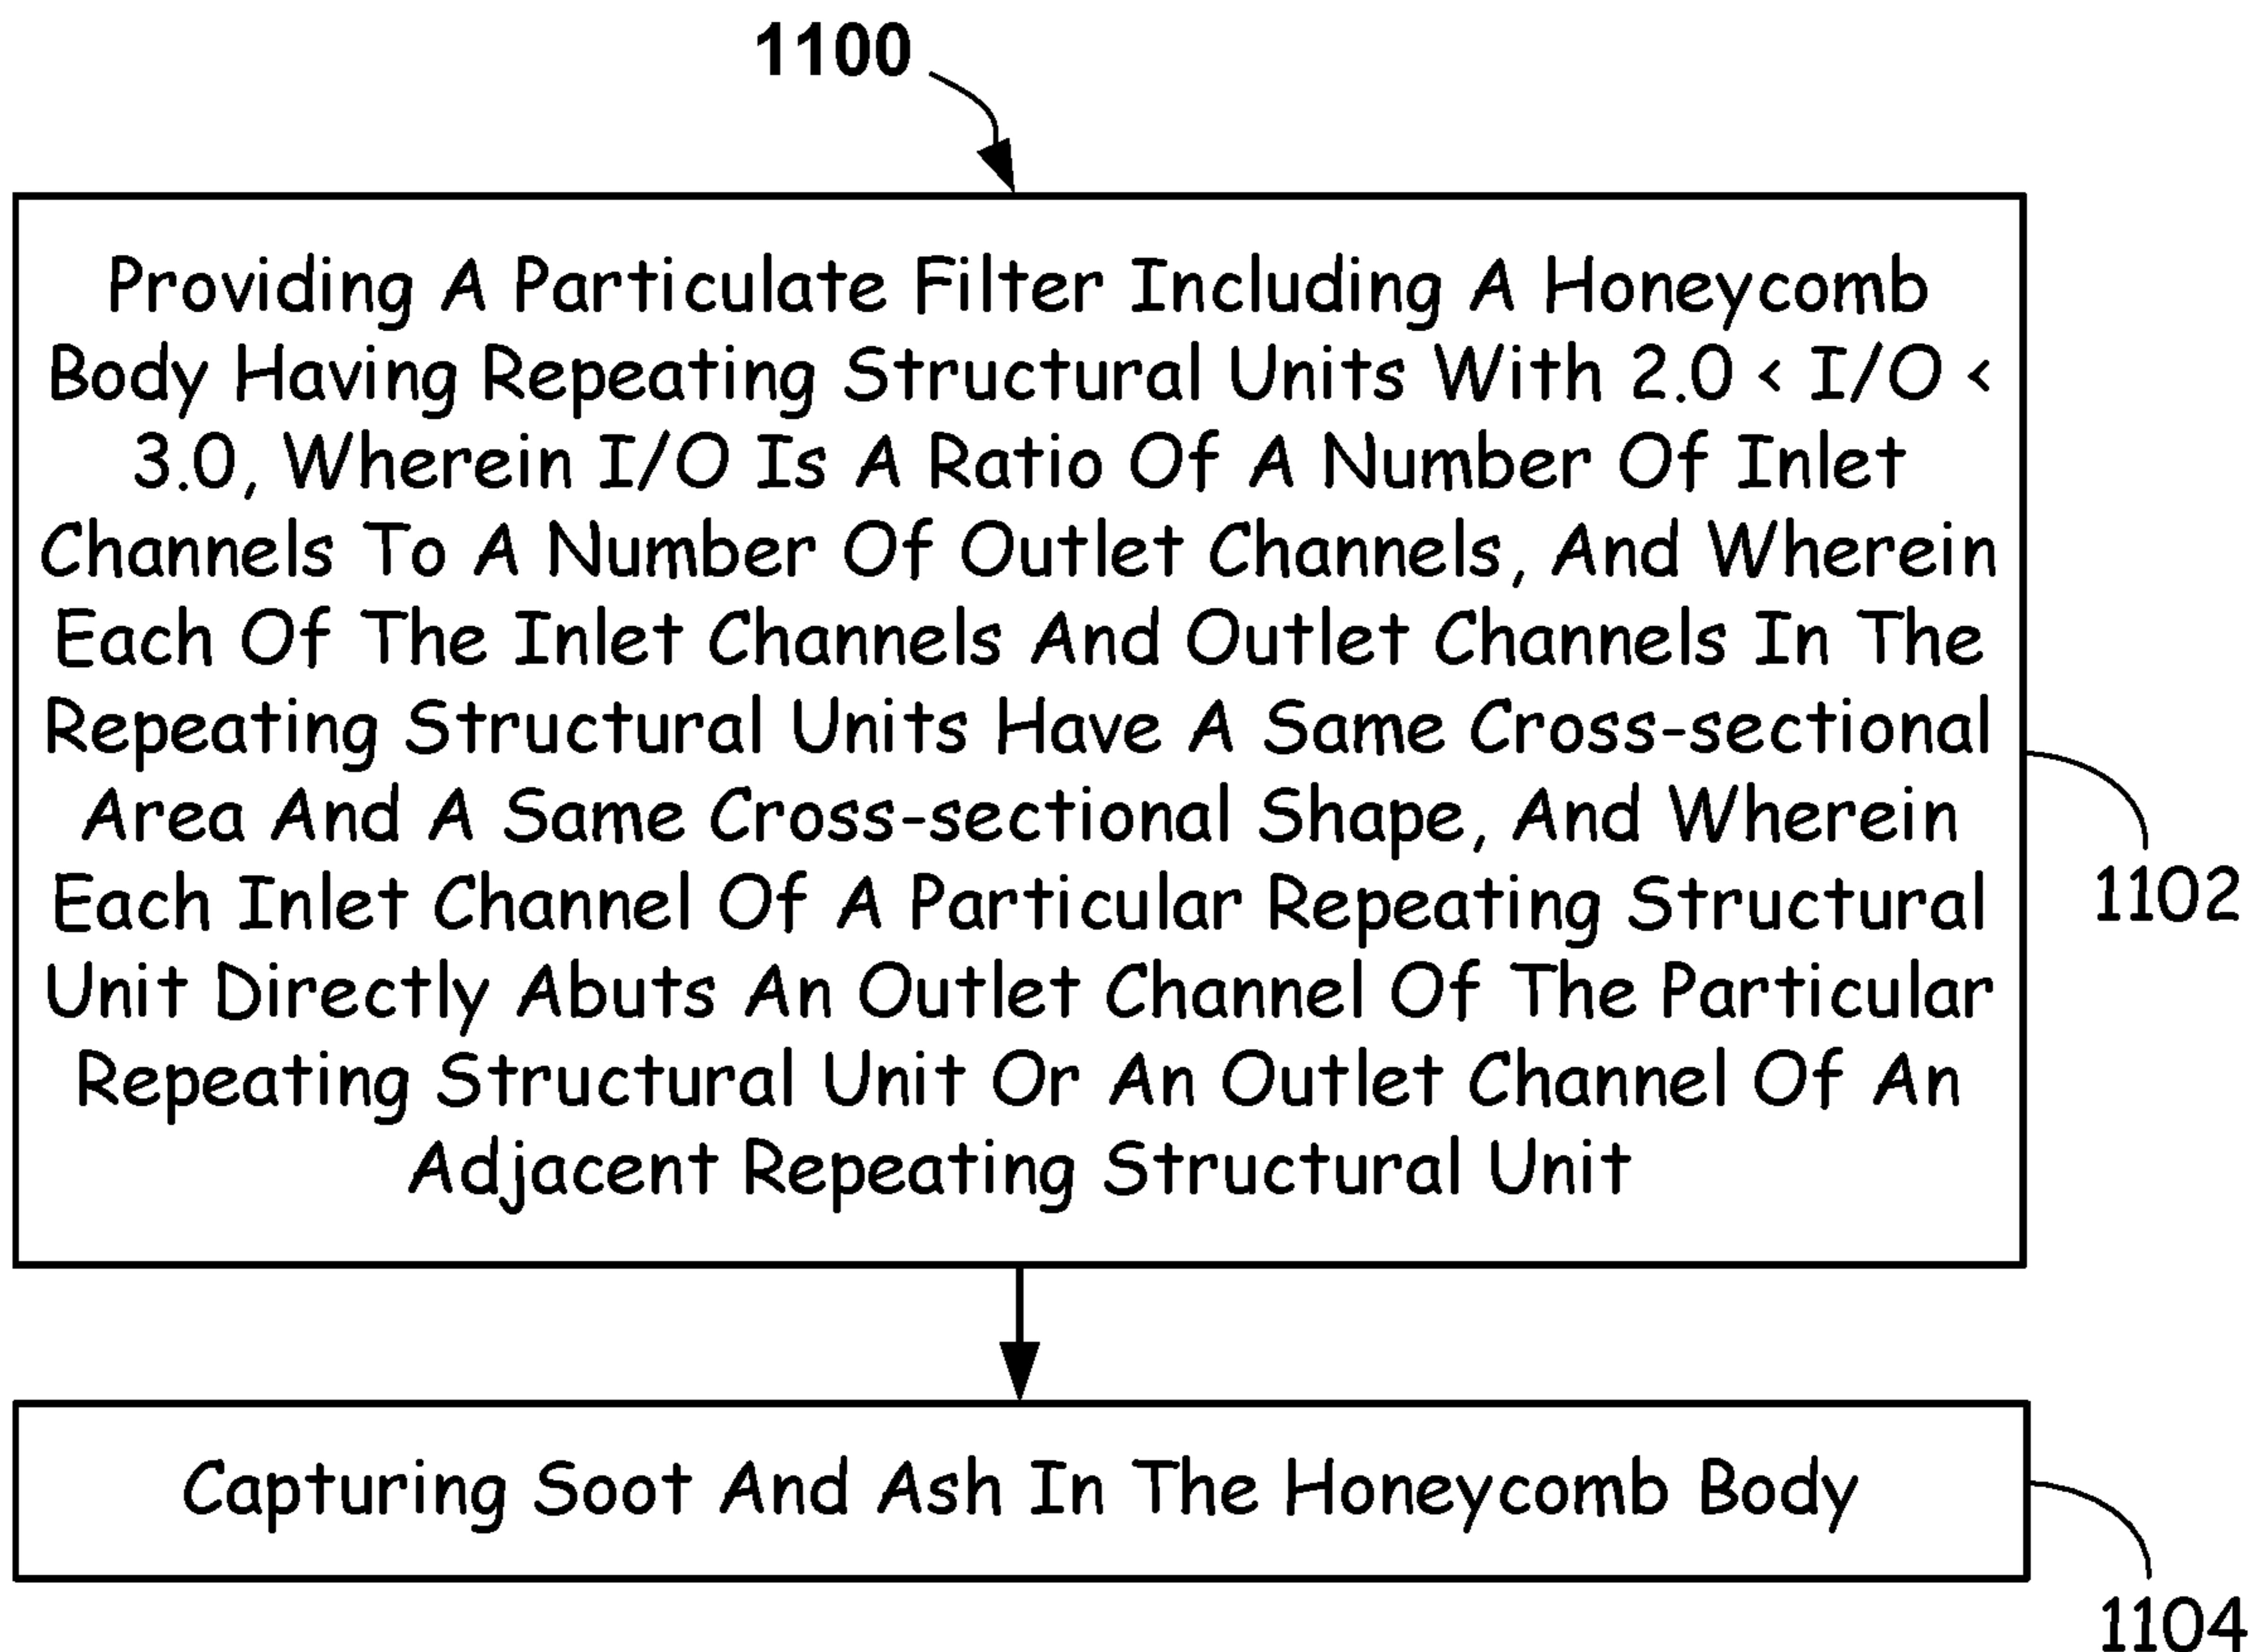 1100
Providing A Particulate Filter Including A Honeycomb
Body Having Repeating Structural Units With 2.0 < I/O <
3.0, Wherein I/O Is A Ratio Of A Number Of Inlet
Channels To A Number Of Outlet Channels, And Wherein
Each Of The Inlet Channels And Outlet Channels In The
Repeating Structural Units Have A Same Cross-sectional
Area And A Same Cross-sectional Shape, And Wherein
Each Inlet Channel Of A Particular Repeating Structural
Unit Directly Abuts An Outlet Channel Of The Particular
Repeating Structural Unit Or An Outlet Channel Of An
Adjacent Repeating Structural Unit
1102
Capturing Soot And Ash In The Honeycomb Body
1104